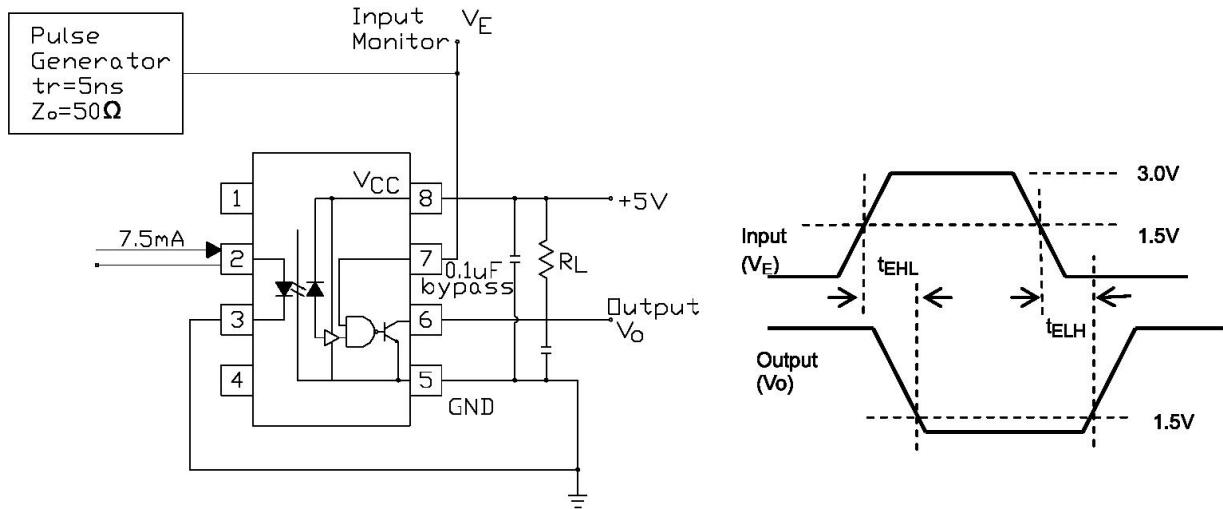 Pulse
Generator
tr=5ns
Zo=50Ω
Input
Monitor
VE
VCC
1
2
3
4
8
7
6
5
7.5mA
+5V
0.1uF
bypass
RL
Output
Vo
GND
3.0V
1.5V
Input
(VE)
tEHL
tELH
Output
(Vo)
1.5V